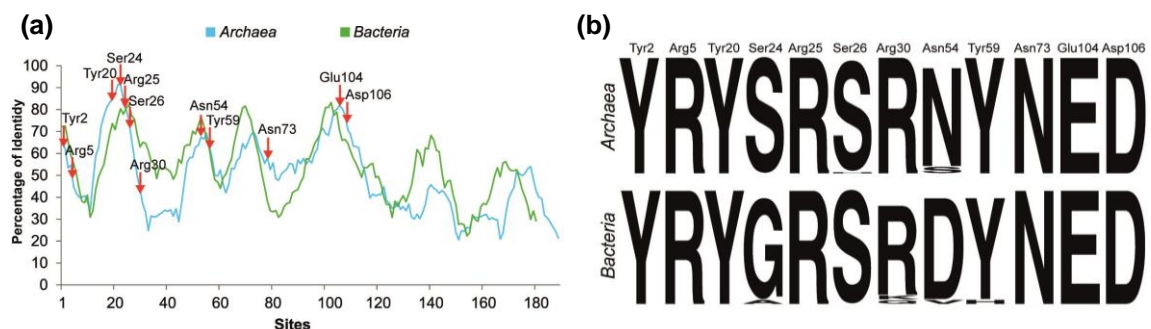 (a)
Archaea Bacteria
Percentage of Identidy
100
90
80
70
60
50
40
30
20
10
0
Tyr2
Arg5
Tyr20
Ser24
Arg25
Ser26
Arg30
Asn54
Tyr59
Asn73
Glu104
Asp106
1 20 40 60 80 100 120 140 160 180
Sites
(b)
Tyr2 Arg5 Tyr20 Ser24 Arg25 Ser26 Arg30 Asn54 Tyr59 Asn73 Glu104 Asp106
Archaea
YRYSRSRNYNED
Bacteria
YRYGRSRDYNED